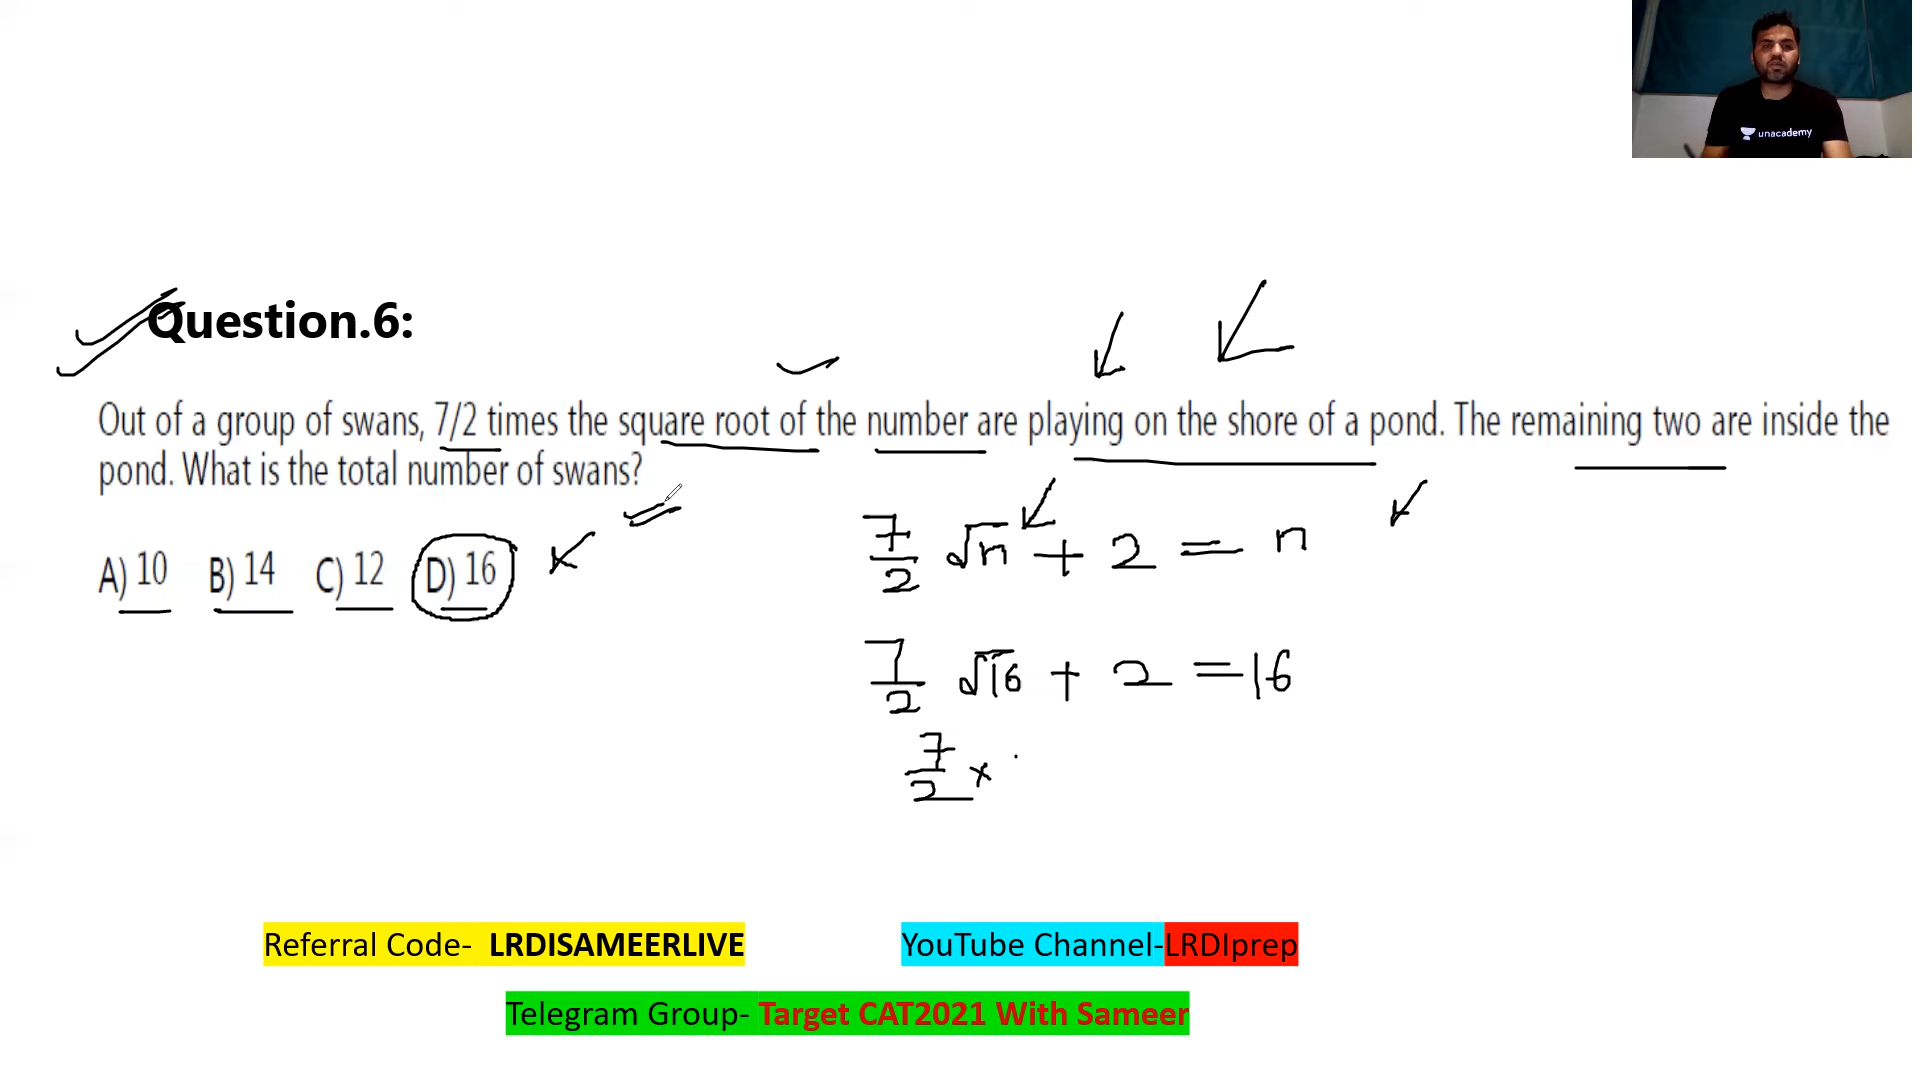 unacademy
Question.6:
Out of a group of swans, 7/2 times the square root of the number are playing on the shore of a pond. The remaining two are inside the
pond. What is the total number of swans?
7/2 √n + 2 = n
A) 10 B) 14 C) 12 D) 16
7/2 √16 + 2 = 16
7/2 ×
Referral Code- LRDISAMEERLIVE
YouTube Channel-LRDIprep
Telegram Group- Target CAT2021 With Sameer